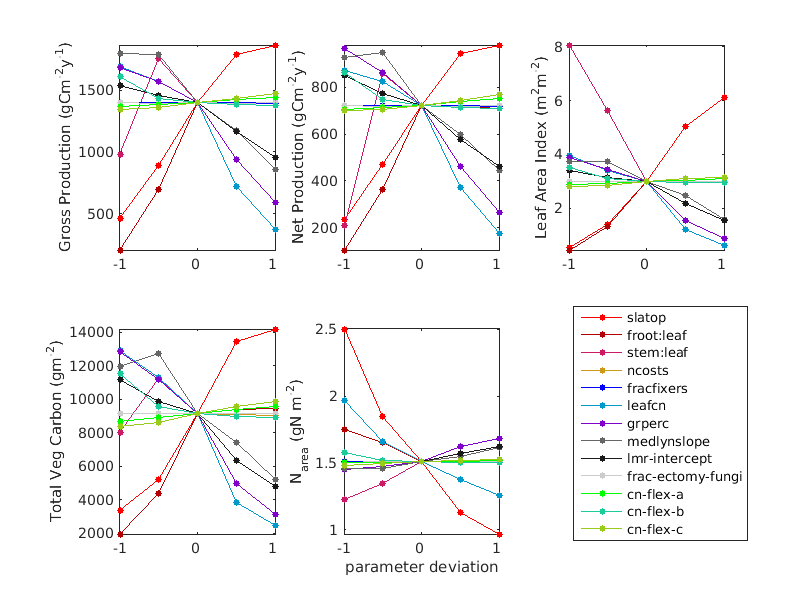 Gross Production (gCm⁻²y⁻¹)
1500
1000
500
-1 0 1
Net Production (gCm⁻²y⁻¹)
800
600
400
200
-1 0 1
Leaf Area Index (m²m⁻²)
8
6
4
2
-1 0 1
Total Veg Carbon (gm⁻²)
14000
12000
10000
8000
6000
4000
2000
-1 0 1
N_area (gN m⁻²)
2.5
2
1.5
1
-1 0 1
parameter deviation
slatop
froot:leaf
stem:leaf
ncosts
fracfixers
leafcn
grperc
medlynslope
lmr-intercept
frac-ectomy-fungi
cn-flex-a
cn-flex-b
cn-flex-c